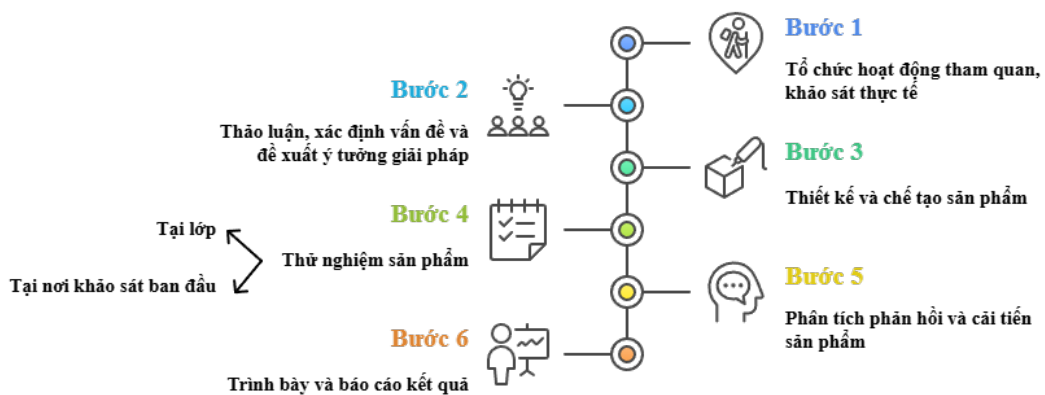 Bước 1
Tổ chức hoạt động tham quan,
khảo sát thực tế
Bước 2
Thảo luận, xác định vấn đề và
đề xuất ý tưởng giải pháp
Bước 3
Thiết kế và chế tạo sản phẩm
Bước 4
Thử nghiệm sản phẩm
Tại lớp
Tại nơi khảo sát ban đầu
Bước 5
Phân tích phản hồi và cải tiến
sản phẩm
Bước 6
Trình bày và báo cáo kết quả